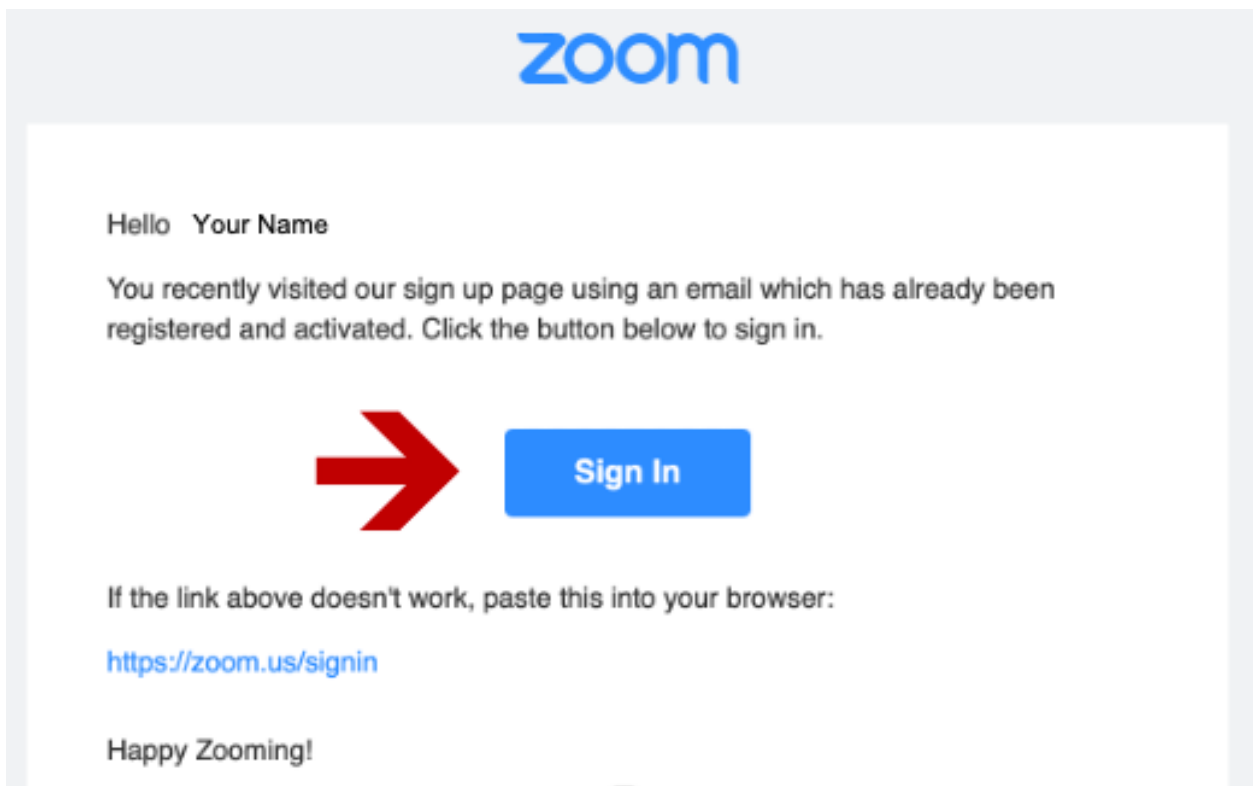 zoom
Hello Your Name
You recently visited our sign up page using an email which has already been
registered and activated. Click the button below to sign in.
Sign In
If the link above doesn't work, paste this into your browser:
https://zoom.us/signin
Happy Zooming!